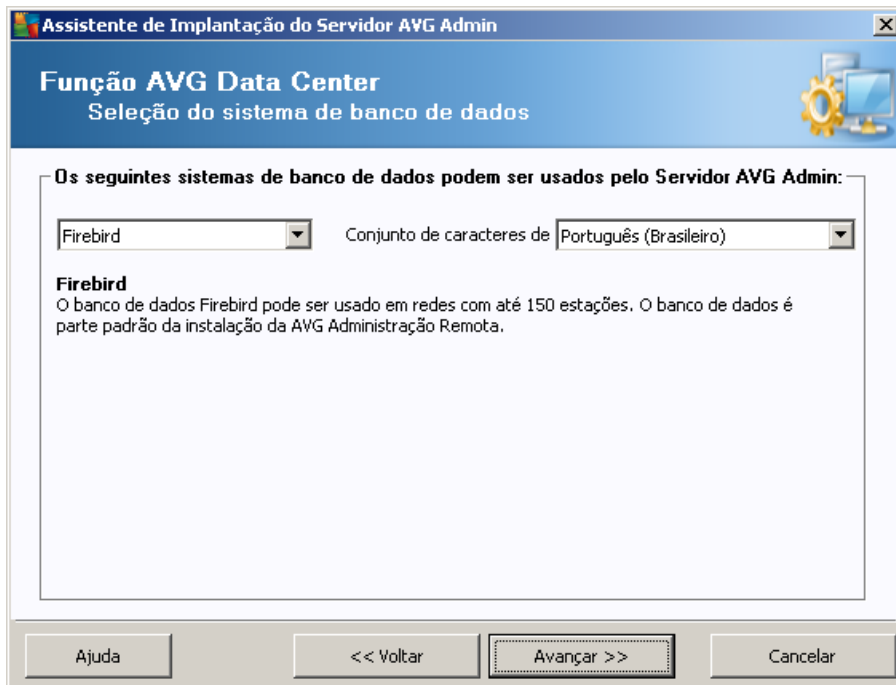 Assistente de Implantação do Servidor AVG Admin
Função AVG Data Center
Seleção do sistema de banco de dados
Os seguintes sistemas de banco de dados podem ser usados pelo Servidor AVG Admin:
Firebird Conjunto de caracteres de Português (Brasileiro)
Firebird
O banco de dados Firebird pode ser usado em redes com até 150 estações. O banco de dados é
parte padrão da instalação da AVG Administração Remota.
Ajuda << Voltar Avançar >> Cancelar